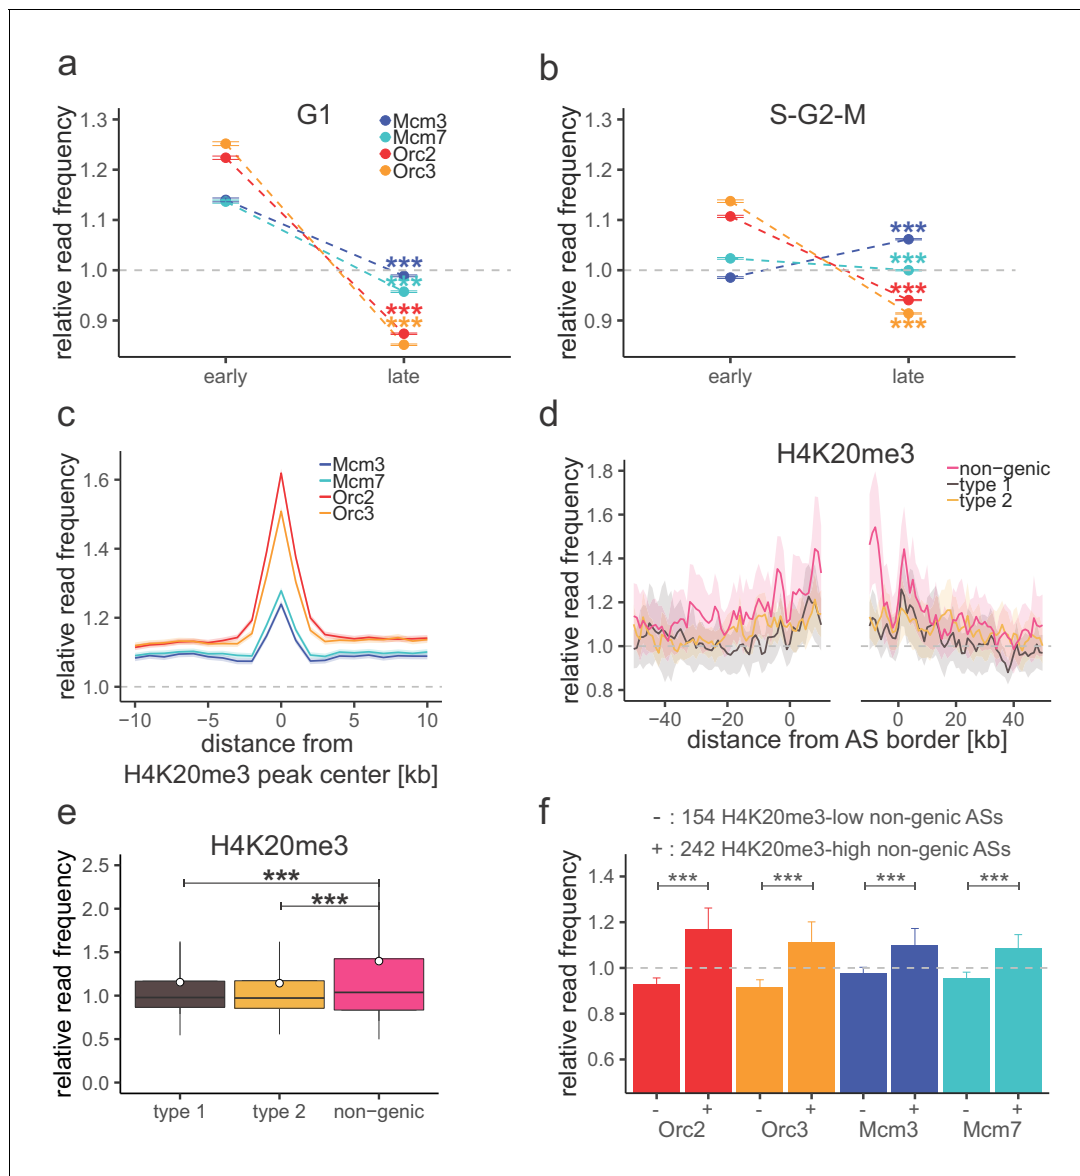 a
G1
relative read frequency
1.3
1.2
1.1
1.0
0.9
Mcm3
Mcm7
Orc2
Orc3
***
***
***
***
early
late
b
S-G2-M
relative read frequency
1.3
1.2
1.1
1.0
0.9
***
***
***
***
early
late
c
relative read frequency
1.6
1.4
1.2
1.0
Mcm3
Mcm7
Orc2
Orc3
−10
−5
0
5
10
distance from
H4K20me3 peak center [kb]
d
H4K20me3
relative read frequency
1.8
1.6
1.4
1.2
1.0
0.8
non−genic
type 1
type 2
−40
−20
0
0
20
40
distance from AS border [kb]
e
H4K20me3
relative read frequency
2.5
2.0
1.5
1.0
0.5
0.0
***
***
type 1
type 2
non-genic
f
- : 154 H4K20me3-low non-genic ASs
+ : 242 H4K20me3-high non-genic ASs
relative read frequency
1.4
1.2
1.0
0.8
0.6
***
***
***
***
- + - + - + - +
Orc2 Orc3 Mcm3 Mcm7